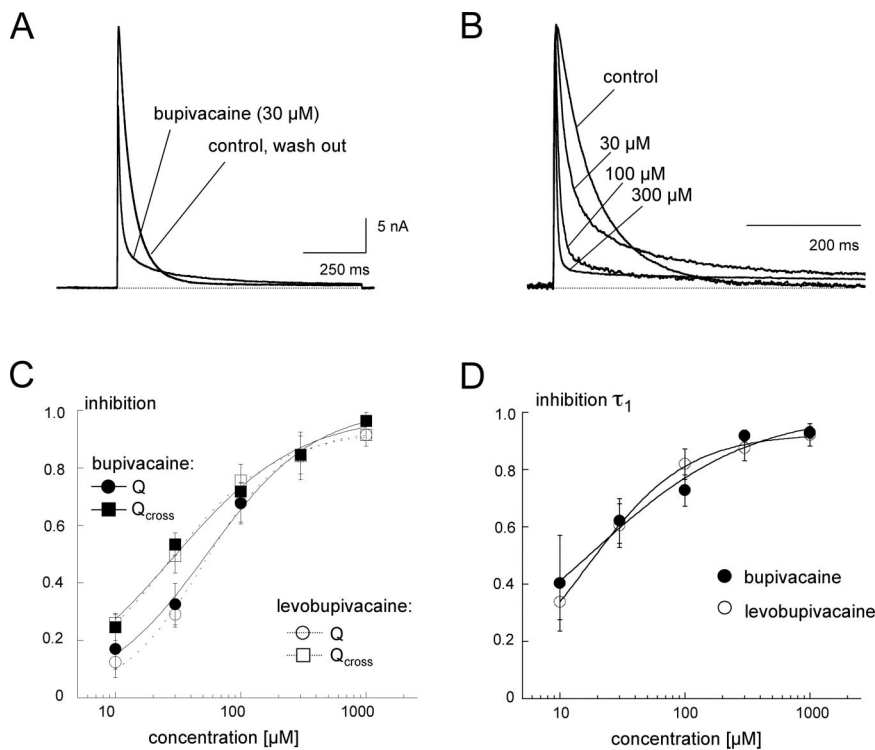 A
bupivacaine (30 µM)
control, wash out
5 nA
250 ms
B
control
30 µM
100 µM
300 µM
200 ms
C
inhibition
1.0
0.8
0.6
0.4
0.2
0
bupivacaine:
Q
Qcross
levobupivacaine:
Q
Qcross
10
100
1000
concentration [µM]
D
inhibition τ1
1.0
0.8
0.6
0.4
0.2
0
bupivacaine
levobupivacaine
10
100
1000
concentration [µM]